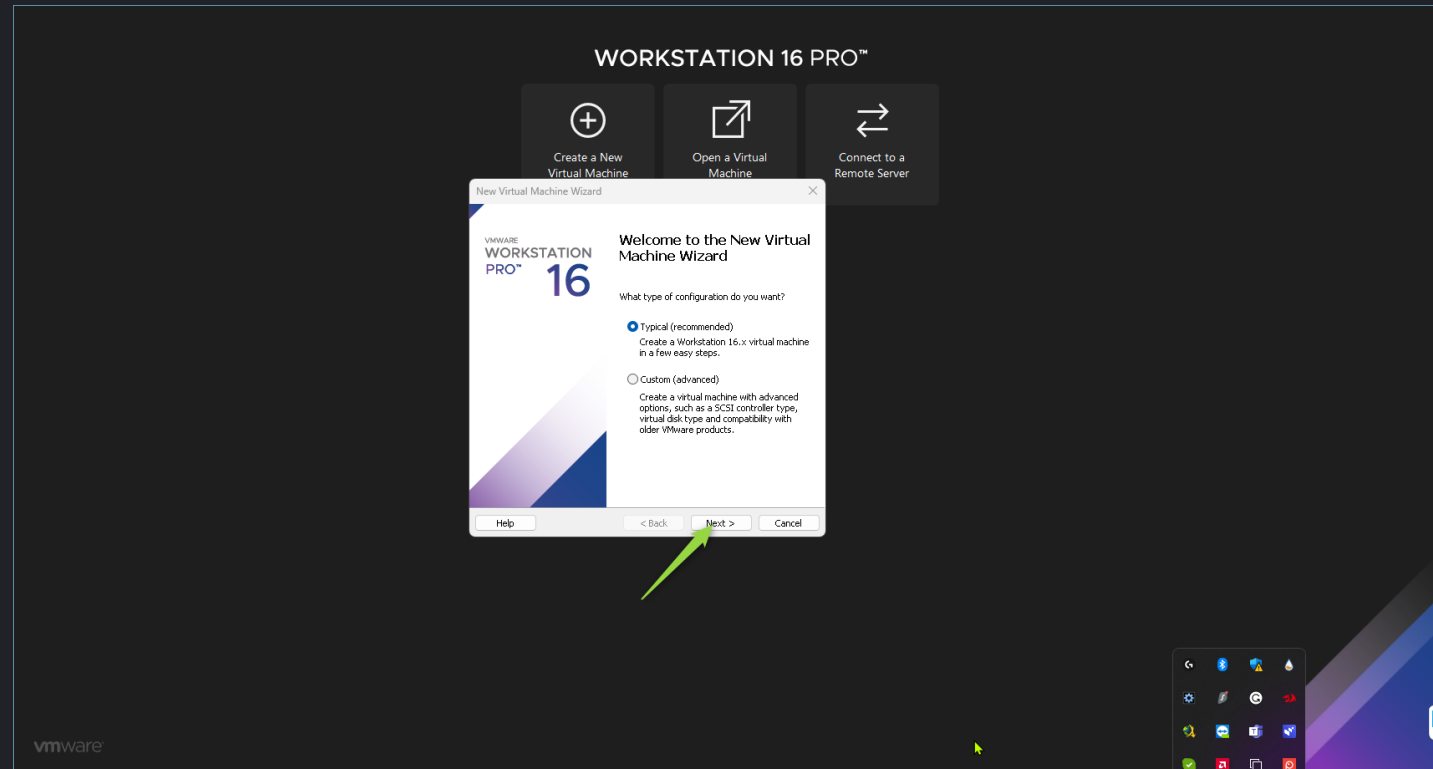 WORKSTATION 16 PRO™
Create a New
Virtual Machine
Open a Virtual
Machine
Connect to a
Remote Server
New Virtual Machine Wizard
VMWARE
WORKSTATION
PRO™ 16
Welcome to the New Virtual
Machine Wizard
What type of configuration do you want?
Typical (recommended)
Create a Workstation 16.x virtual machine
in a few easy steps.
Custom (advanced)
Create a virtual machine with advanced
options, such as a SCSI controller type,
virtual disk type and compatibility with
older VMware products.
Help
< Back
Next >
Cancel
vmware